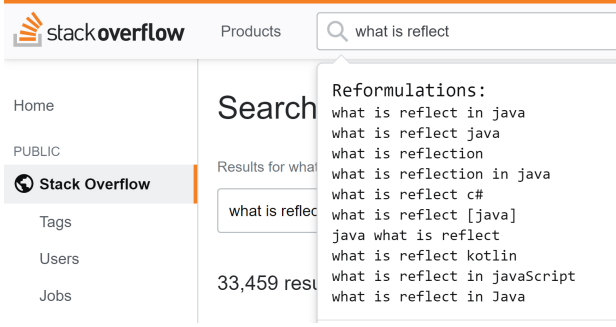 stack overflow
Products
what is reflect
Reformulations:
what is reflect in java
what is reflect java
what is reflection
what is reflection in java
what is reflect c#
what is reflect [java]
java what is reflect
what is reflect kotlin
what is reflect in javaScript
what is reflect in Java
Home
PUBLIC
Stack Overflow
Tags
Users
Jobs
Search
Results for what
what is reflec
33,459 resu